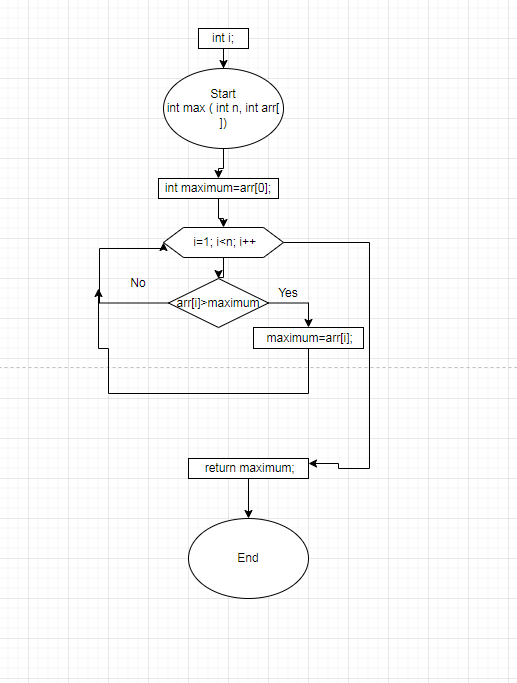 int i;
Start
int max ( int n, int arr[
])
int maximum=arr[0];
i=1; i<n; i++
No
arr[i]>maximum
Yes
maximum=arr[i];
return maximum;
End